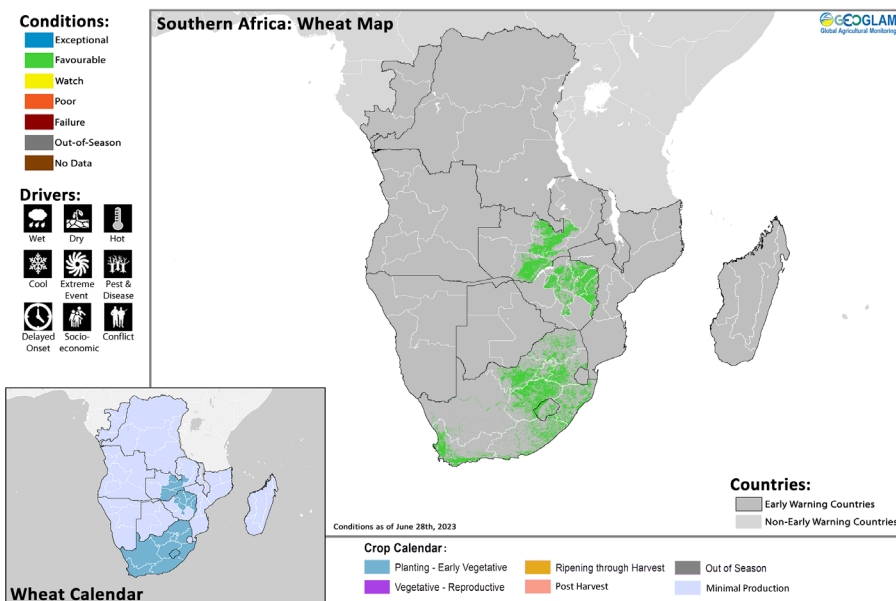 Conditions:
Exceptional
Favourable
Watch
Poor
Failure
Out-of-Season
No Data
Drivers:
Wet
Dry
Hot
Cool
Extreme
Event
Pest &
Disease
Delayed
Onset
Socio-
economic
Conflict
Southern Africa: Wheat Map
GEOGLAM
Global Agricultural Monitoring
Countries:
Early Warning Countries
Non-Early Warning Countries
Conditions as of June 28th, 2023
Wheat Calendar
Crop Calendar:
Planting - Early Vegetative
Vegetative - Reproductive
Ripening through Harvest
Post Harvest
Out of Season
Minimal Production